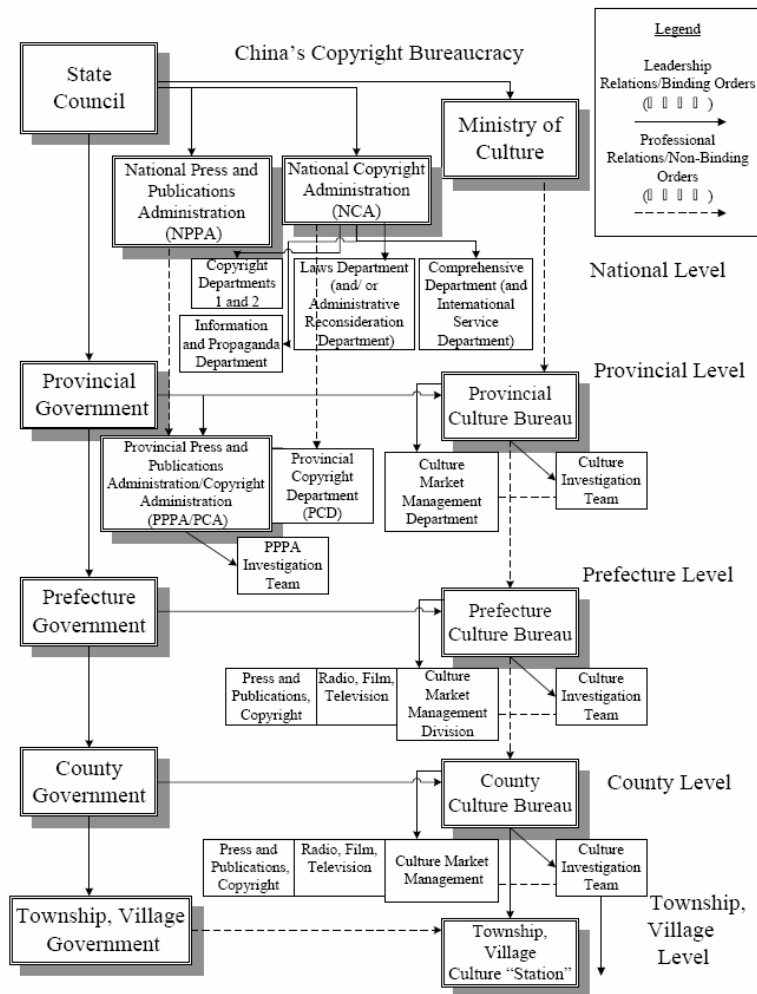 China's Copyright Bureaucracy
Legend
Leadership
Relations/Binding Orders
(▯ ▯ ▯ ▯)
Professional
Relations/Non-Binding
Orders
(▯ ▯ ▯ ▯)
State
Council
Ministry of
Culture
National Press and
Publications
Administration
(NPPA)
National Copyright
Administration
(NCA)
National Level
Copyright
Departments
1 and 2
Laws Department
(and/ or
Administrative
Reconsideration
Department)
Comprehensive
Department (and
International
Service
Department)
Information
and Propaganda
Department
Provincial Level
Provincial
Government
Provincial
Culture Bureau
Provincial Press and
Publications
Administration/Copyright
Administration
(PPPA/PCA)
Provincial
Copyright
Department
(PCD)
Culture
Market
Management
Department
Culture
Investigation
Team
PPPA
Investigation
Team
Prefecture Level
Prefecture
Government
Prefecture
Culture Bureau
Press and
Publications,
Copyright
Radio, Film,
Television
Culture
Market
Management
Division
Culture
Investigation
Team
County Level
County
Government
County
Culture Bureau
Press and
Publications,
Copyright
Radio, Film,
Television
Culture Market
Management
Culture
Investigation
Team
Township,
Village
Level
Township, Village
Government
Township,
Village
Culture "Station"